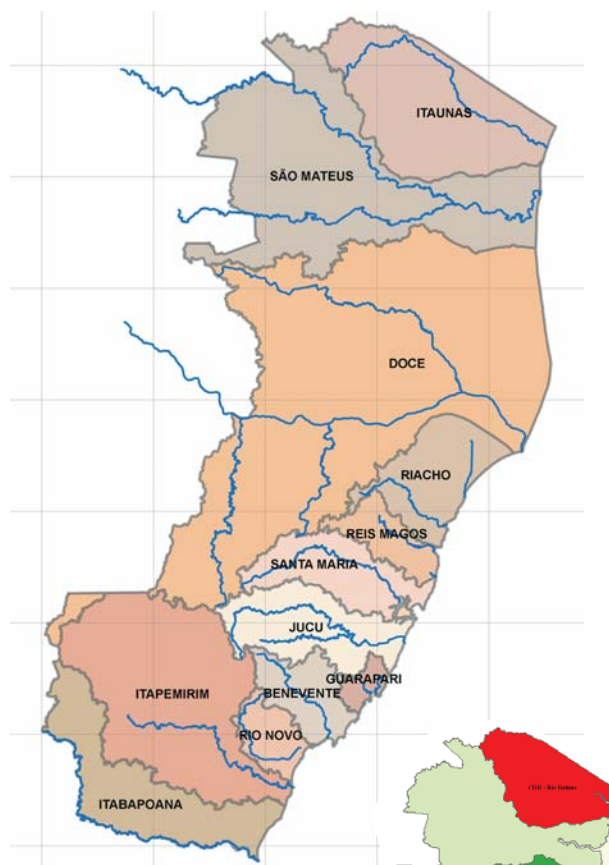 ITAUNAS
SÃO MATEUS
DOCE
RIACHO
REIS MAGOS
SANTA MARIA
JUCU
GUARAPARI
BENEVENTE
ITAPEMIRIM
RIO NOVO
ITABAPOANA